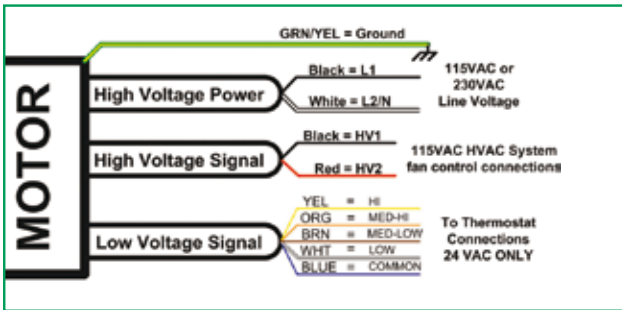 MOTOR
GRN/YEL = Ground
High Voltage Power
Black = L1
White = L2/N
115VAC or
230VAC
Line Voltage
High Voltage Signal
Black = HV1
Red = HV2
115VAC HVAC System
fan control connections
Low Voltage Signal
YEL = HI
ORG = MED-HI
BRN = MED-LOW
WHT = LOW
BLUE = COMMON
To Thermostat
Connections
24 VAC ONLY